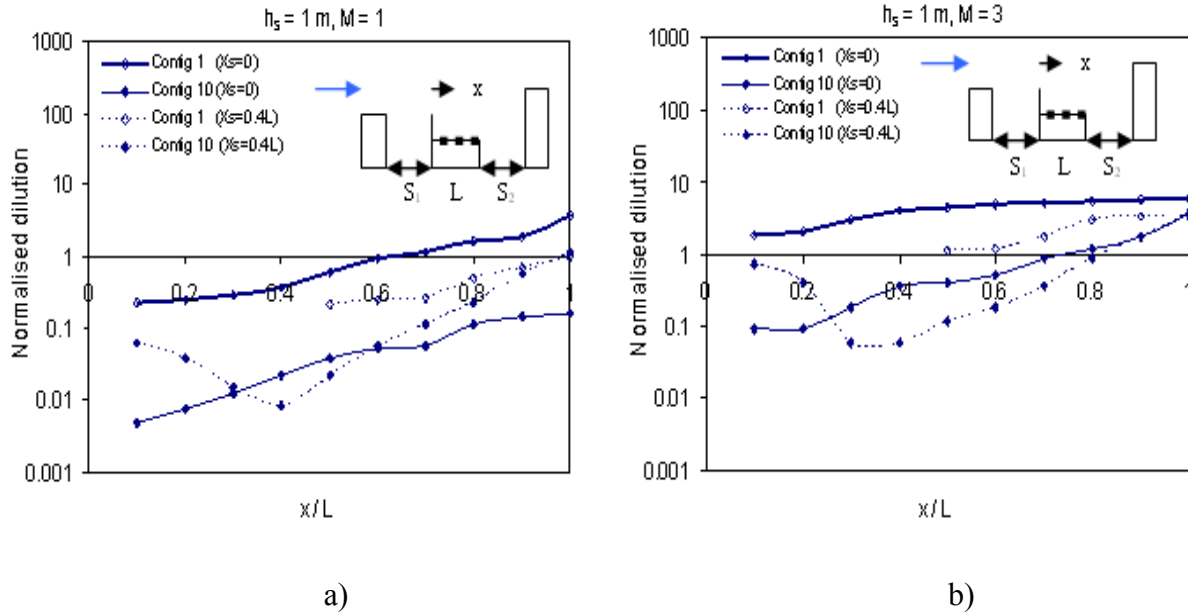 hs = 1 m, M = 1
1000
100
10
1
0.1
0.01
0.001
Normalised dilution
Config 1 (Xs=0)
Config 10 (Xs=0)
Config 1 (Xs=0.4L)
Config 10 (Xs=0.4L)
x
S1 L S2
0 0.2 0.4 0.6 0.8 1
x / L
a)
hs = 1 m, M = 3
1000
100
10
1
0.1
0.01
0.001
Normalised dilution
Config 1 (Xs=0)
Config 10 (Xs=0)
Config 1 (Xs=0.4L)
Config 10 (Xs=0.4L)
x
S1 L S2
0 0.2 0.4 0.6 0.8 1
x / L
b)